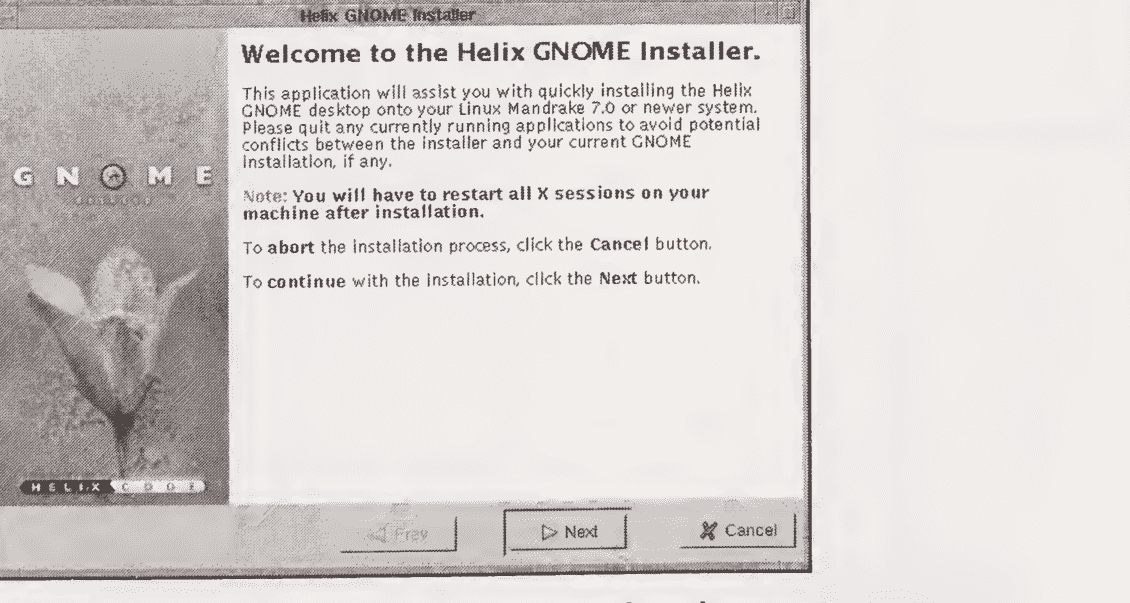 Helix GNOME Installer
Welcome to the Helix GNOME Installer.
This application will assist you with quickly installing the Helix
GNOME desktop onto your Linux Mandrake 7.0 or newer system.
Please quit any currently running applications to avoid potential
conflicts between the installer and your current GNOME
installation, if any.
Note: You will have to restart all X sessions on your
machine after installation.
To abort the installation process, click the Cancel button.
To continue with the installation, click the Next button.
GNOME
HELIX CODE
Prev
Next
Cancel